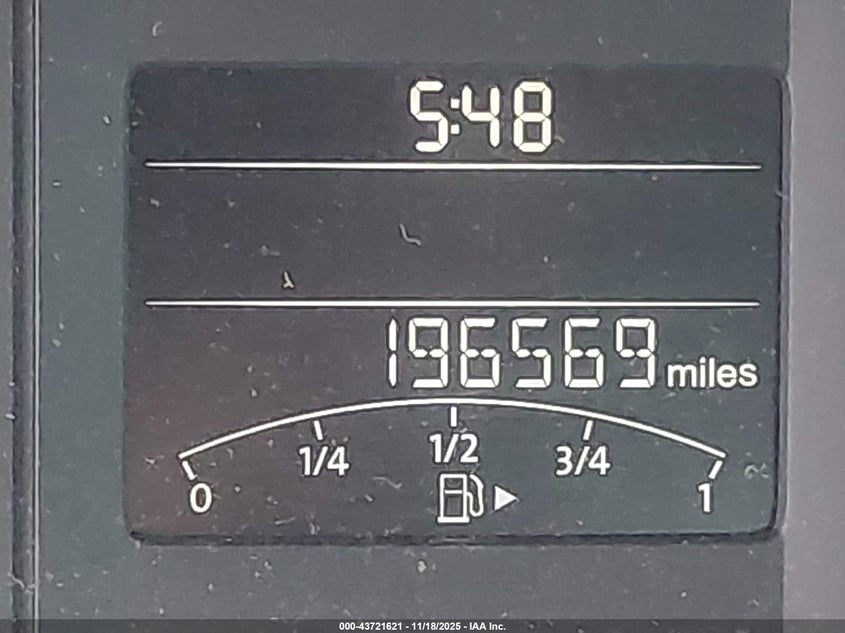 5:48
196569 miles
0 1/4 1/2 3/4 1
000-43721621 - 11/18/2025 - IAA Inc.